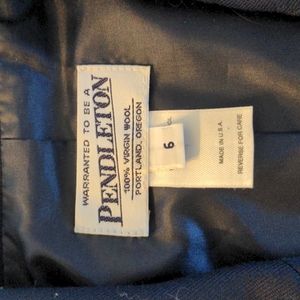 WARRANTED TO BE A
PENDLETON
100% VIRGIN WOOL
PORTLAND, OREGON
6
MADE IN U.S.A.
REVERSE FOR CARE